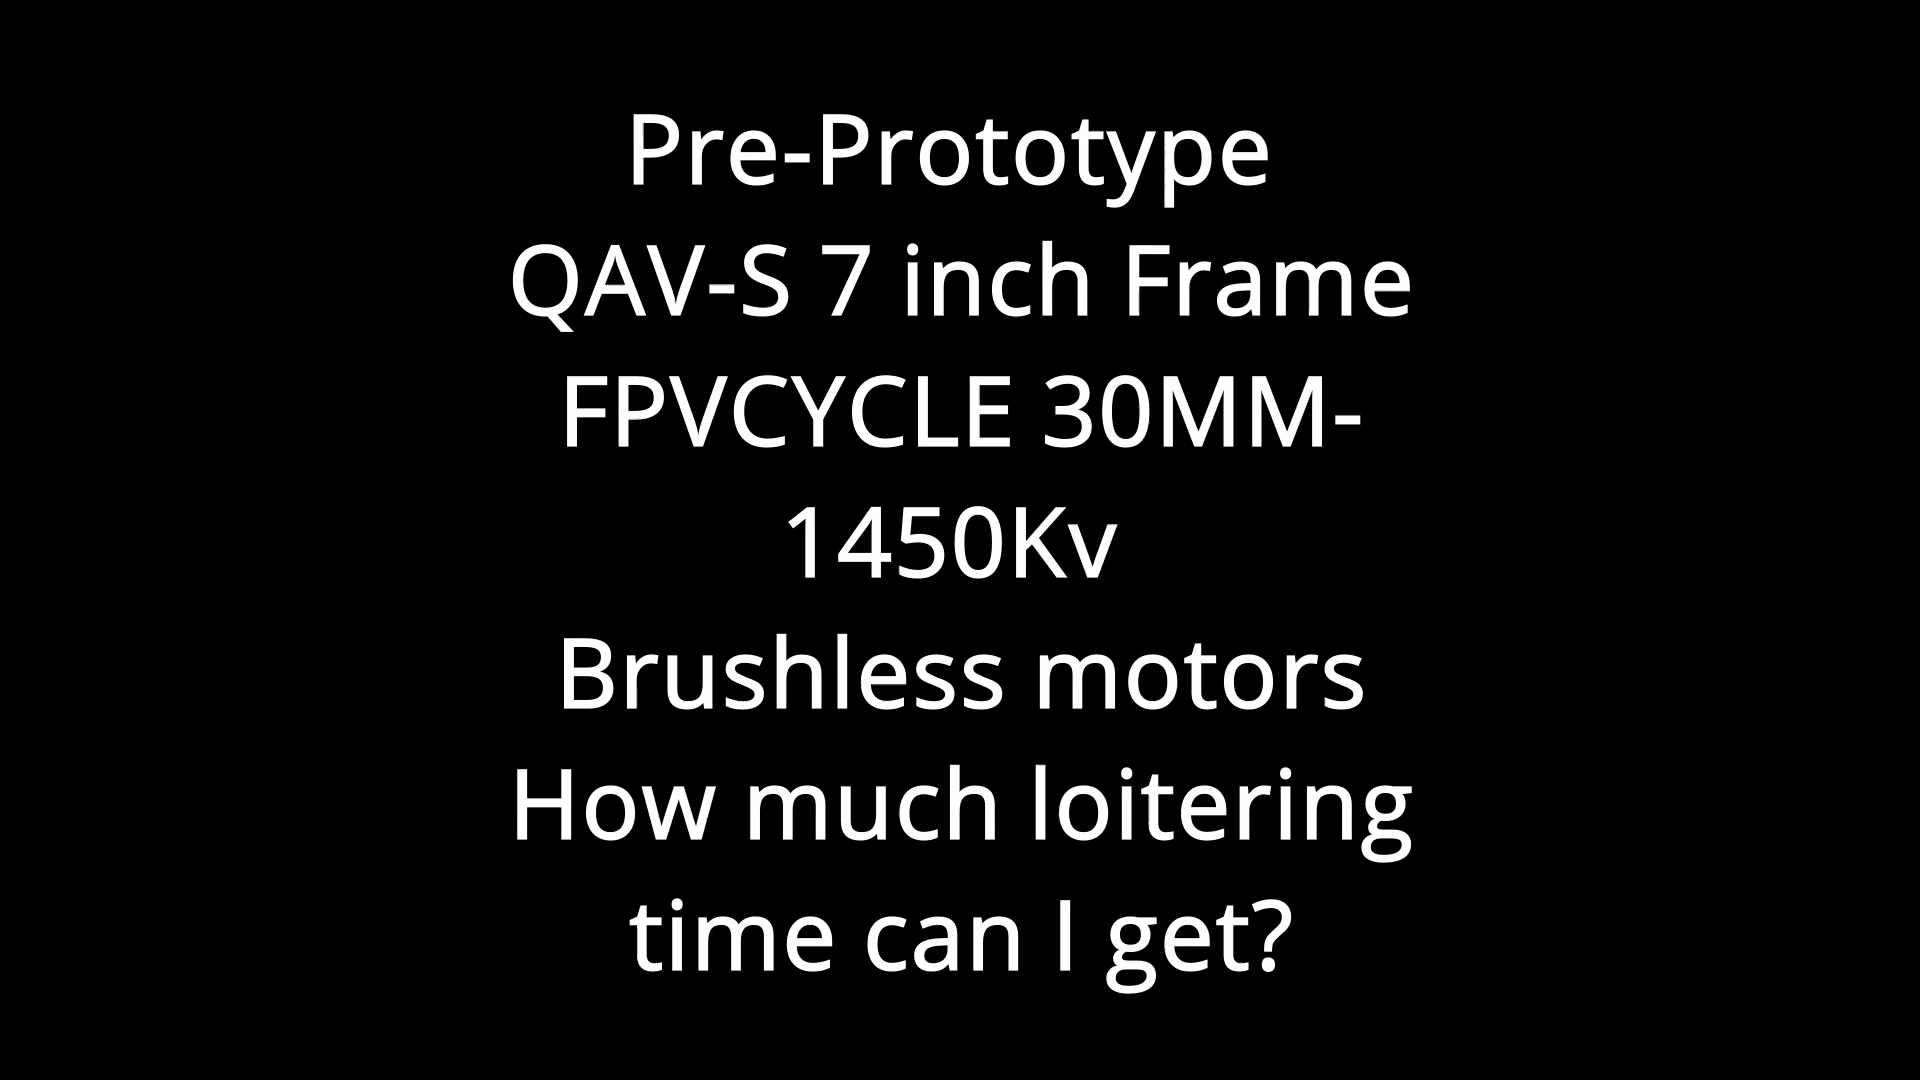 Pre-Prototype
QAV-S 7 inch Frame
FPVCYCLE 30MM-
1450Kv
Brushless motors
How much loitering
time can I get?